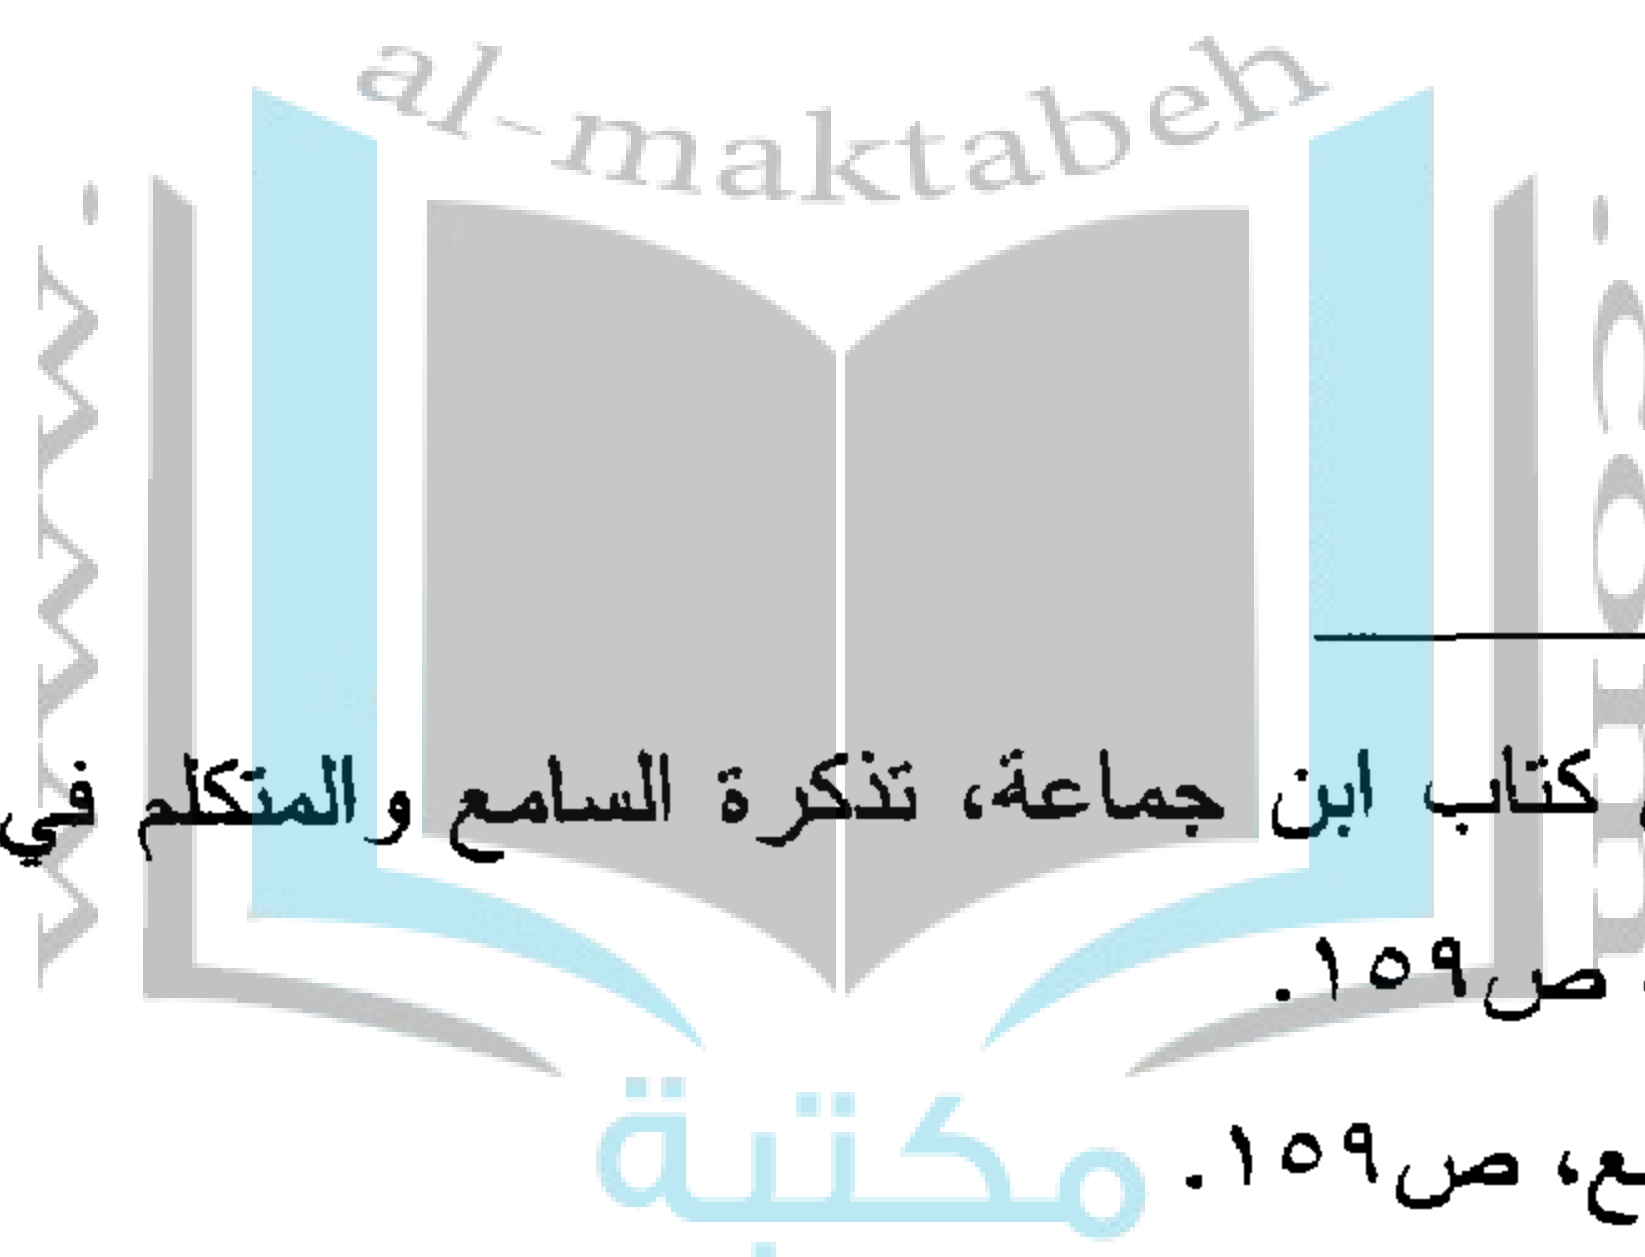 al-maktabeh
كتاب ابن جماعة، تذكرة السامع والمتكلم في
ص١٥٩.
ص١٥٩.
مكتبة